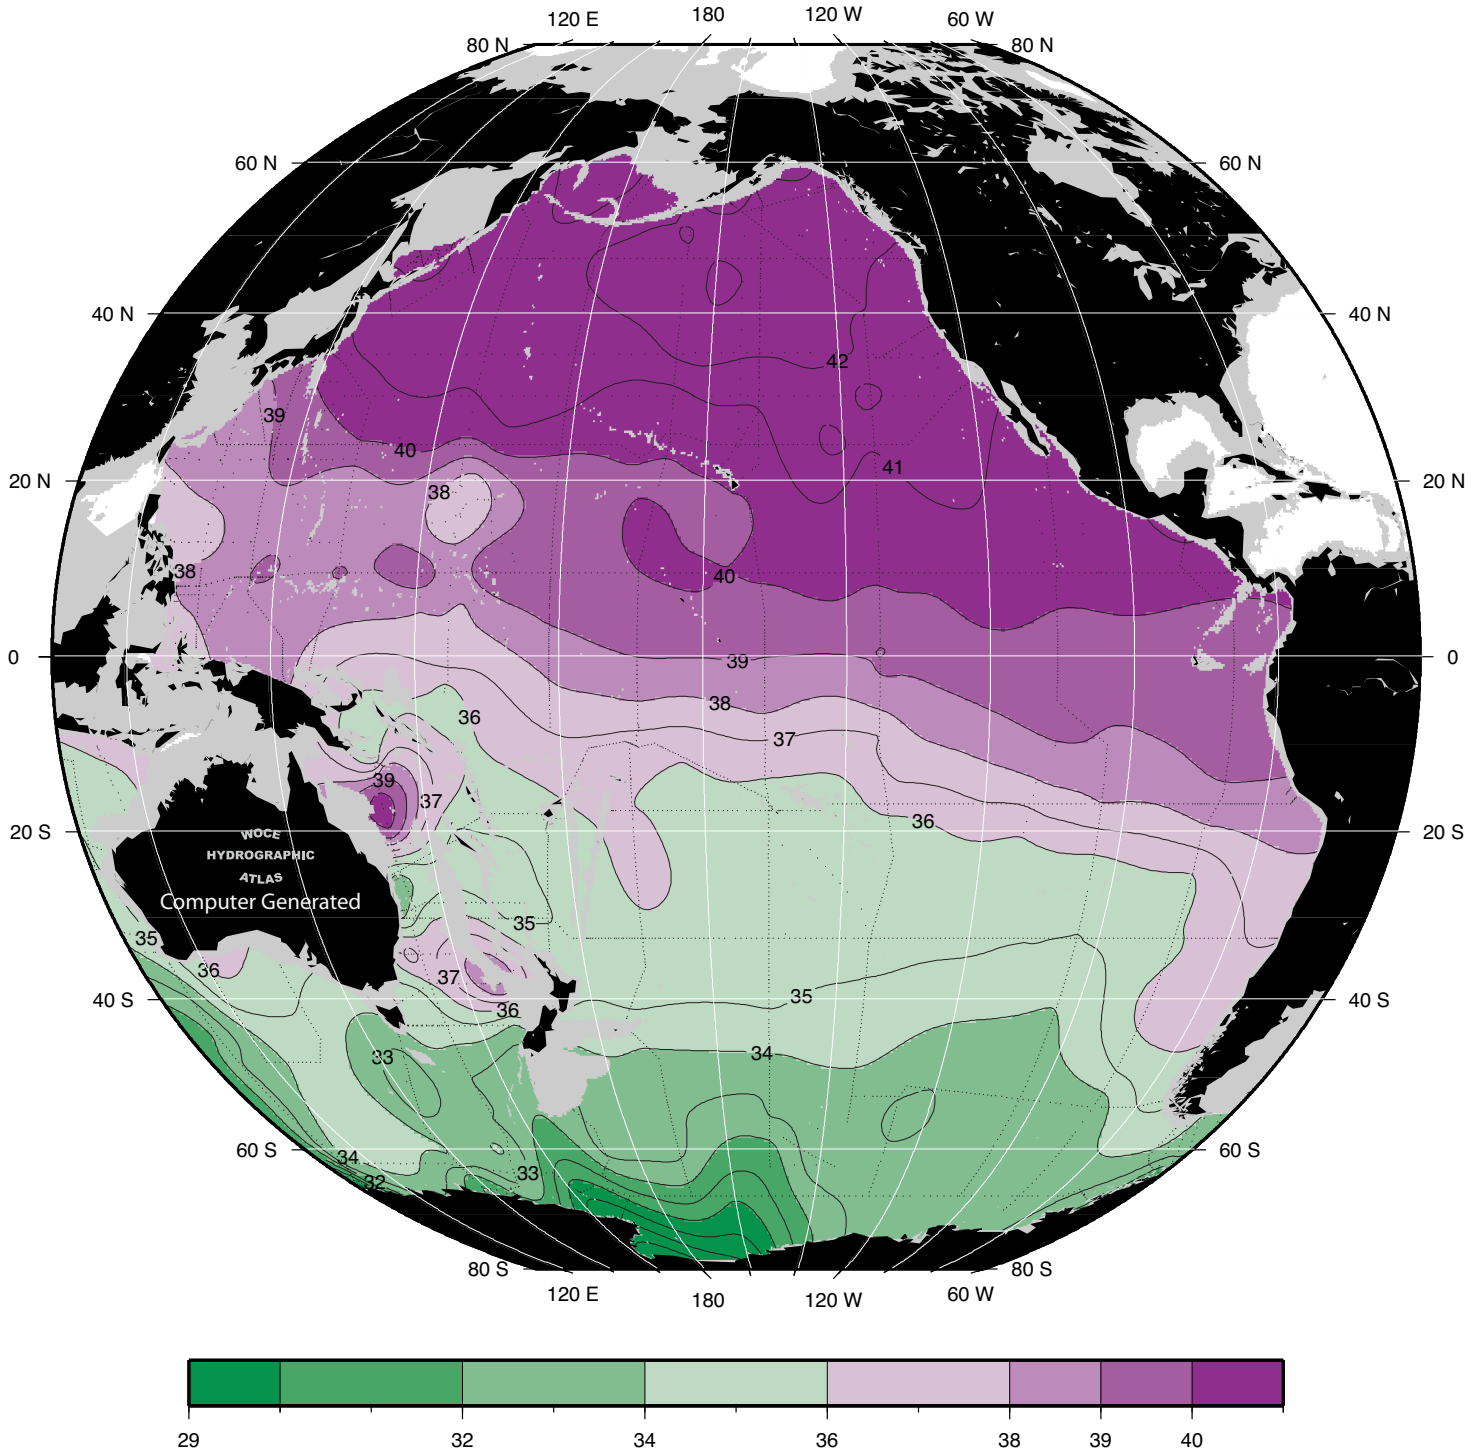 120 E 180 120 W 60 W
80 N 80 N
60 N 60 N
40 N 40 N
42
39
40
41
20 N 20 N
38
38
40
0 39 0
38
36
37
39
37
36
20 S 20 S
WOCE
HYDROGRAPHIC
ATLAS
Computer Generated
35
35
36
37
35
40 S 40 S
36
34
33
60 S 60 S
34
33
32
80 S 80 S
120 E 180 120 W 60 W
29 32 34 36 38 39 40